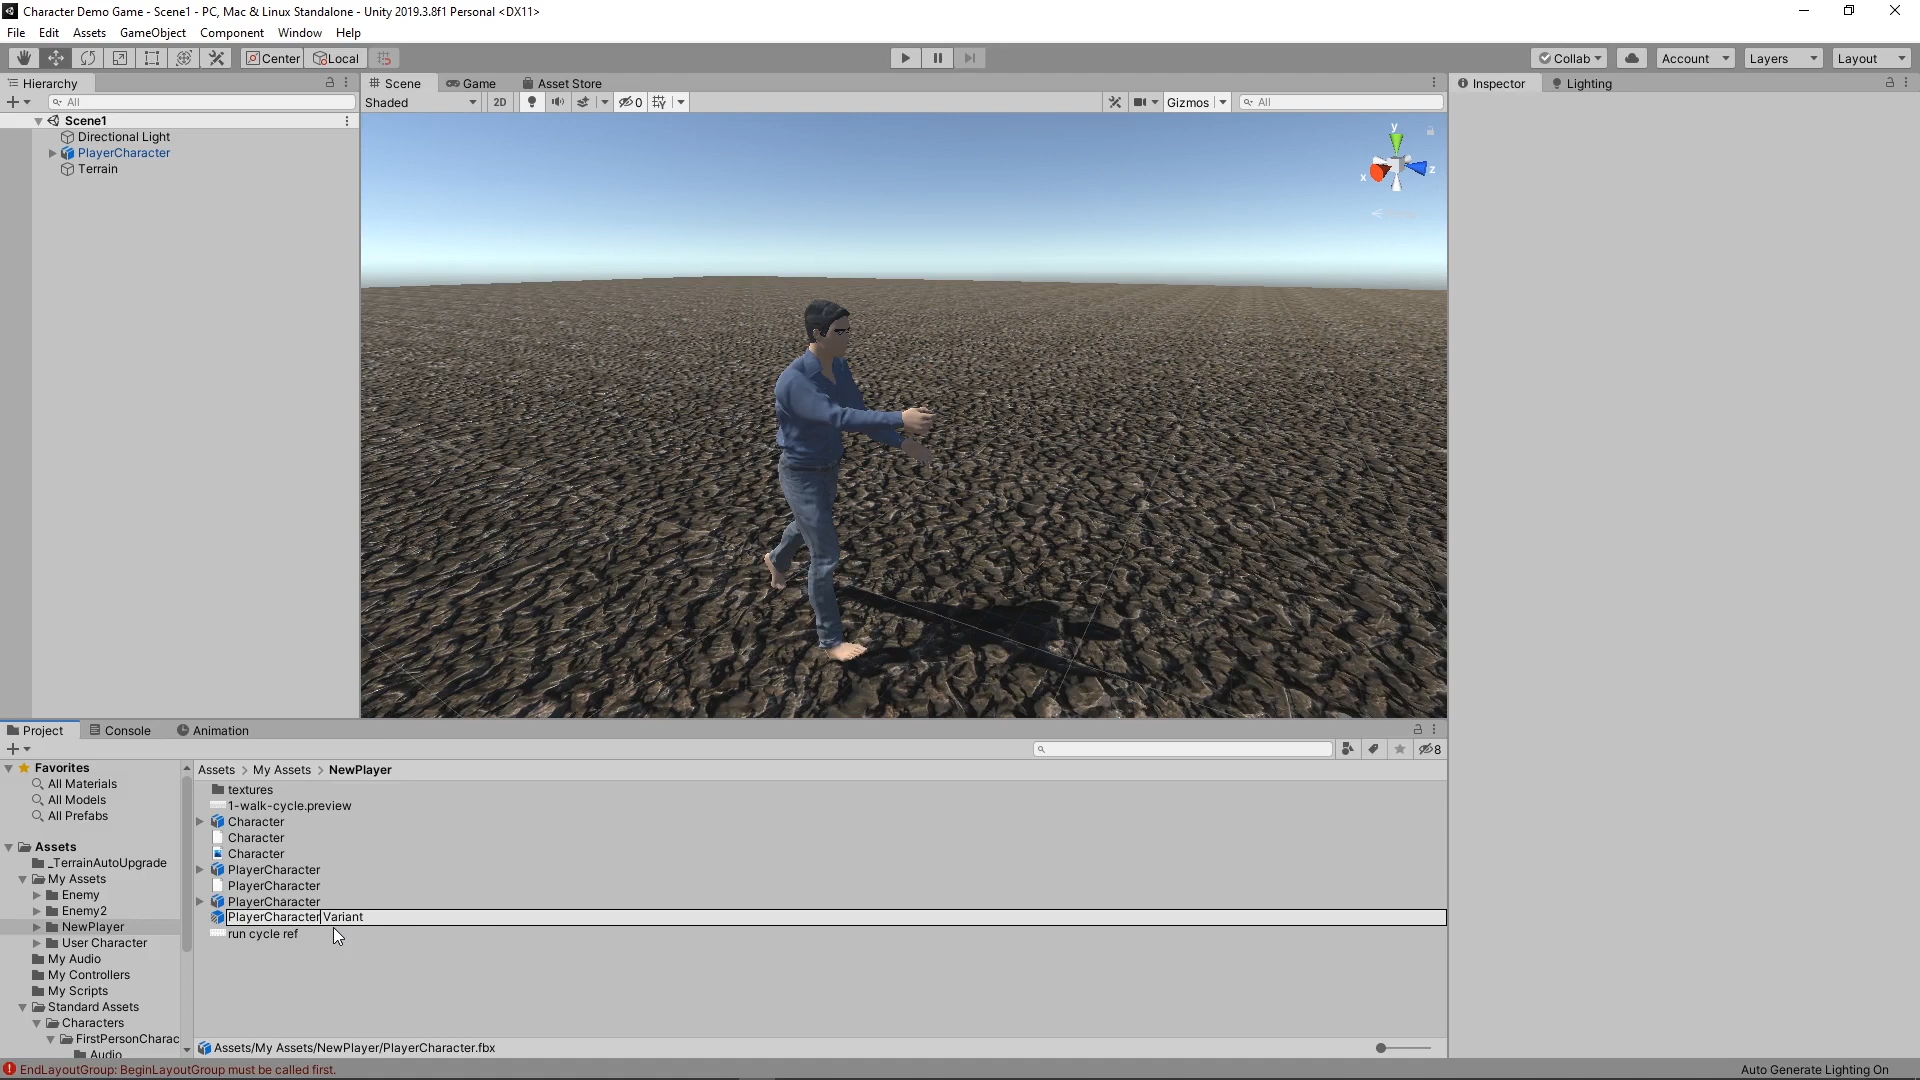 Character Demo Game - Scene1 - PC, Mac & Linux Standalone - Unity 2019.3.8f1 Personal <DX11>
File Edit Assets GameObject Component Window Help
Center Local Collab Account Layers Layout
Hierarchy Scene Game Asset Store Inspector Lighting
All Shaded 2D 0 Gizmos All
Scene1
Directional Light
PlayerCharacter
Terrain
y
x z
Project Console Animation
8
Favorites
All Materials
All Models
All Prefabs
Assets
_TerrainAutoUpgrade
My Assets
Enemy
Enemy2
NewPlayer
User Character
My Audio
My Controllers
My Scripts
Standard Assets
Characters
FirstPersonCharac
Audio
Assets > My Assets > NewPlayer
textures
1-walk-cycle.preview
Character
Character
Character
PlayerCharacter
PlayerCharacter
PlayerCharacter
PlayerCharacter Variant
run cycle ref
Assets/My Assets/NewPlayer/PlayerCharacter.fbx
EndLayoutGroup: BeginLayoutGroup must be called first.
Auto Generate Lighting On